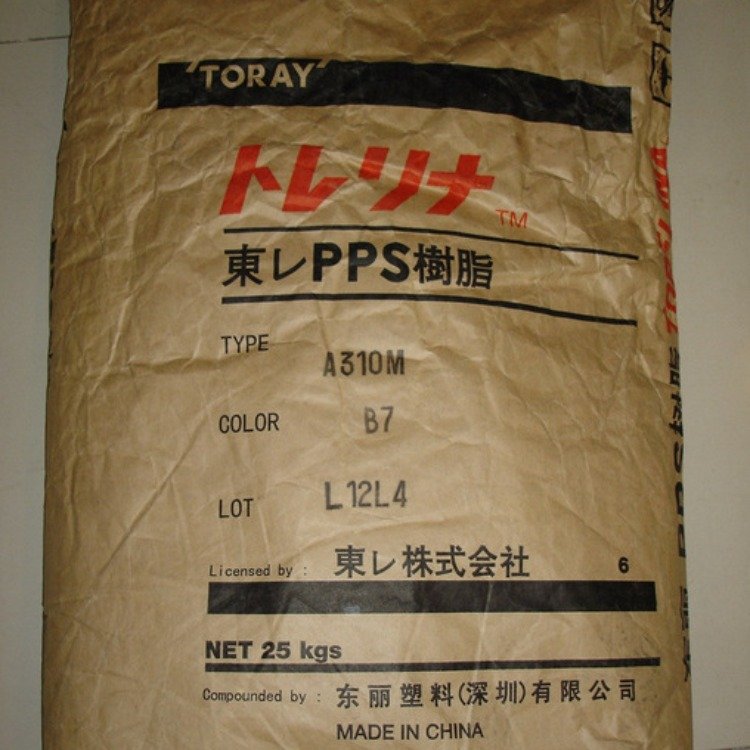 TORAY
トレリナ TM
東レPPS樹脂
TYPE A310M
COLOR B7
LOT L12L4
Licensed by : 東レ株式会社 6
NET 25 kgs
Compounded by : 东丽塑料(深圳)有限公司
MADE IN CHINA